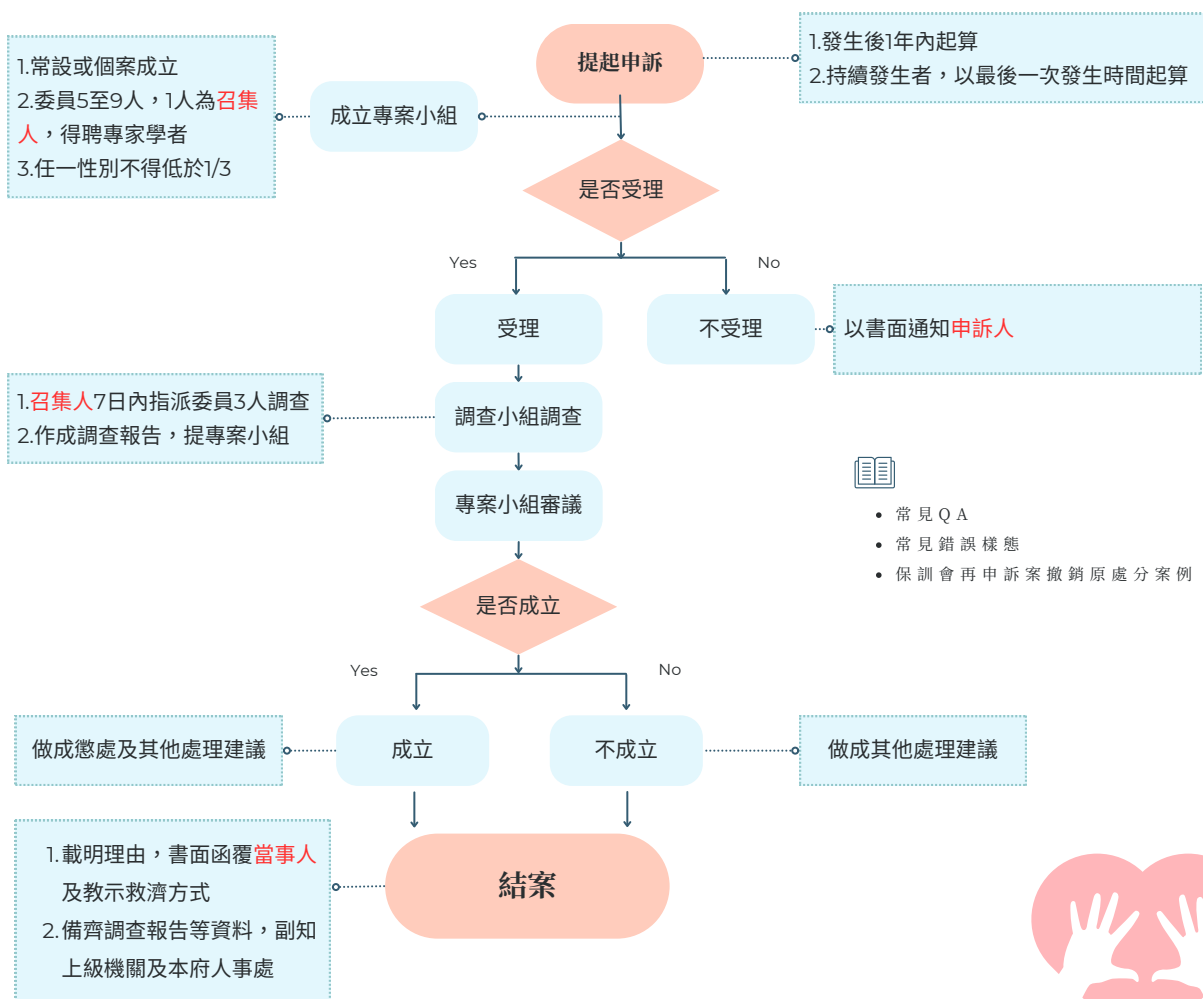 提起申訴
1.發生後1年內起算
2.持續發生者，以最後一次發生時間起算
1.常設或個案成立
2.委員5至9人，1人為召集
人，得聘專家學者
3.任一性別不得低於1/3
成立專案小組
是否受理
Yes
No
受理
不受理
以書面通知申訴人
1.召集人7日內指派委員3人調查
2.作成調查報告，提專案小組
調查小組調查
專案小組審議
• 常見QA
• 常見錯誤樣態
• 保訓會再申訴案撤銷原處分案例
是否成立
Yes
No
做成懲處及其他處理建議
成立
不成立
做成其他處理建議
1.載明理由，書面函覆當事人
及教示救濟方式
2.備齊調查報告等資料，副知
上級機關及本府人事處
結案